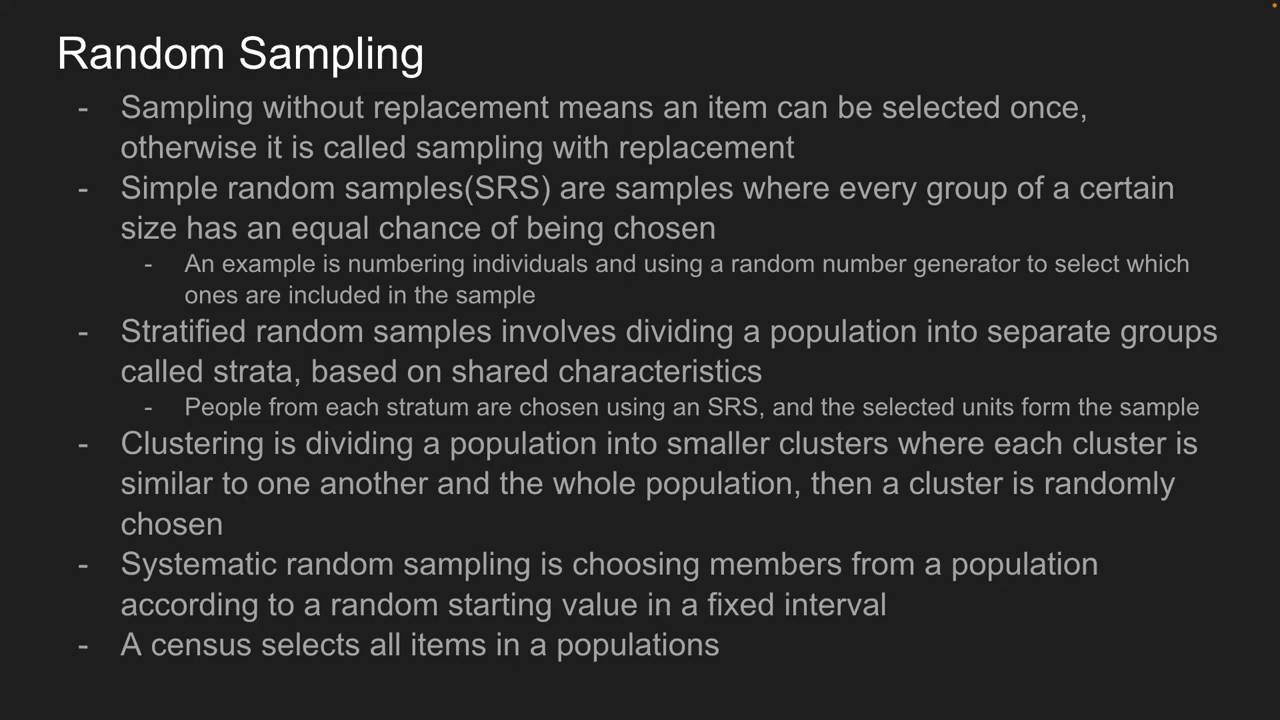 Random Sampling
- Sampling without replacement means an item can be selected once,
otherwise it is called sampling with replacement
- Simple random samples(SRS) are samples where every group of a certain
size has an equal chance of being chosen
- An example is numbering individuals and using a random number generator to select which
ones are included in the sample
- Stratified random samples involves dividing a population into separate groups
called strata, based on shared characteristics
- People from each stratum are chosen using an SRS, and the selected units form the sample
- Clustering is dividing a population into smaller clusters where each cluster is
similar to one another and the whole population, then a cluster is randomly
chosen
- Systematic random sampling is choosing members from a population
according to a random starting value in a fixed interval
- A census selects all items in a populations